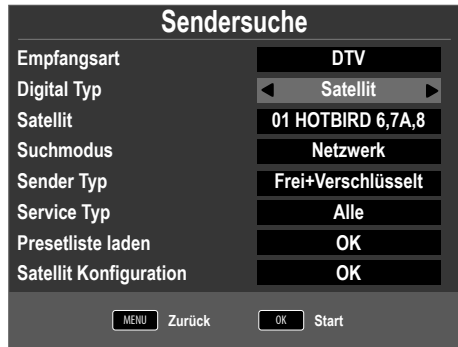 Sendersuche
Empfangsart DTV
Digital Typ Satellit
Satellit 01 HOTBIRD 6,7A,8
Suchmodus Netzwerk
Sender Typ Frei+Verschlüsselt
Service Typ Alle
Presetliste laden OK
Satellit Konfiguration OK
MENU Zurück OK Start